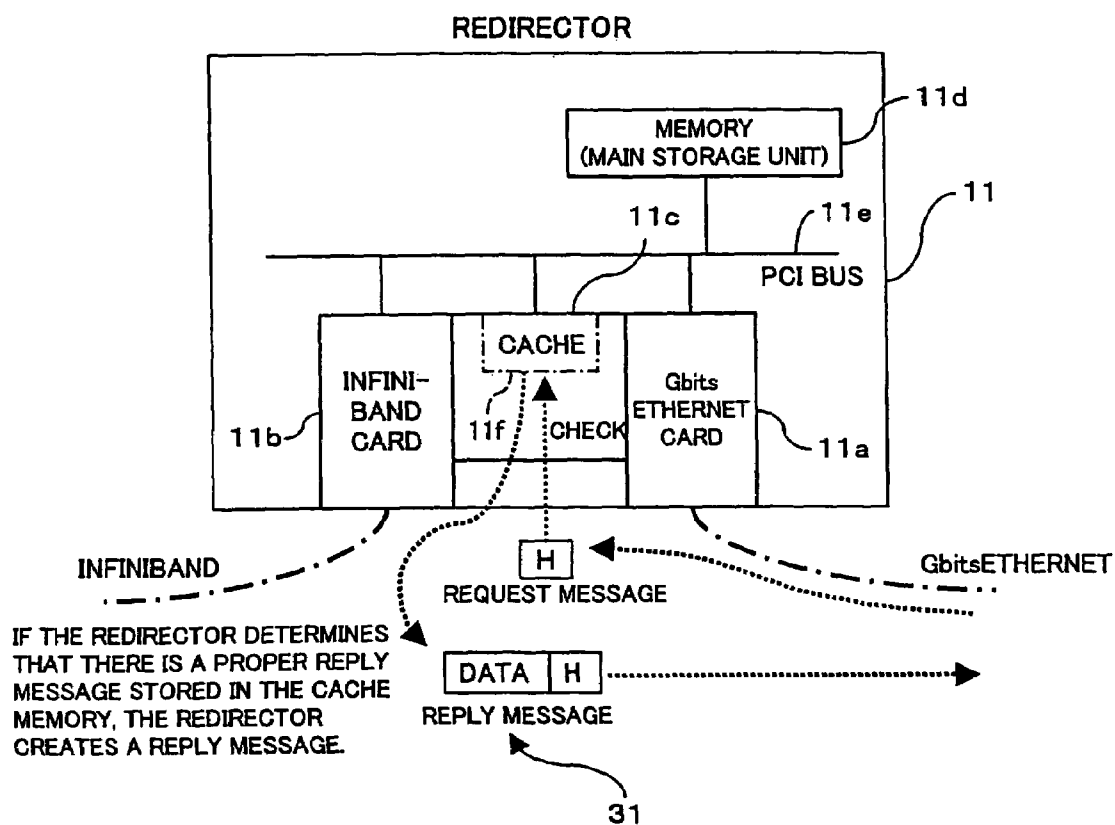 REDIRECTOR
11d
MEMORY
(MAIN STORAGE UNIT)
11
11c
11e
PCI BUS
CACHE
INFINI-
BAND
CARD
Gbits
ETHERNET
CARD
11b
11f
CHECK
11a
INFINIBAND
H
GbitsETHERNET
REQUEST MESSAGE
IF THE REDIRECTOR DETERMINES
THAT THERE IS A PROPER REPLY
MESSAGE STORED IN THE CACHE
MEMORY, THE REDIRECTOR
CREATES A REPLY MESSAGE.
DATA H
REPLY MESSAGE
31